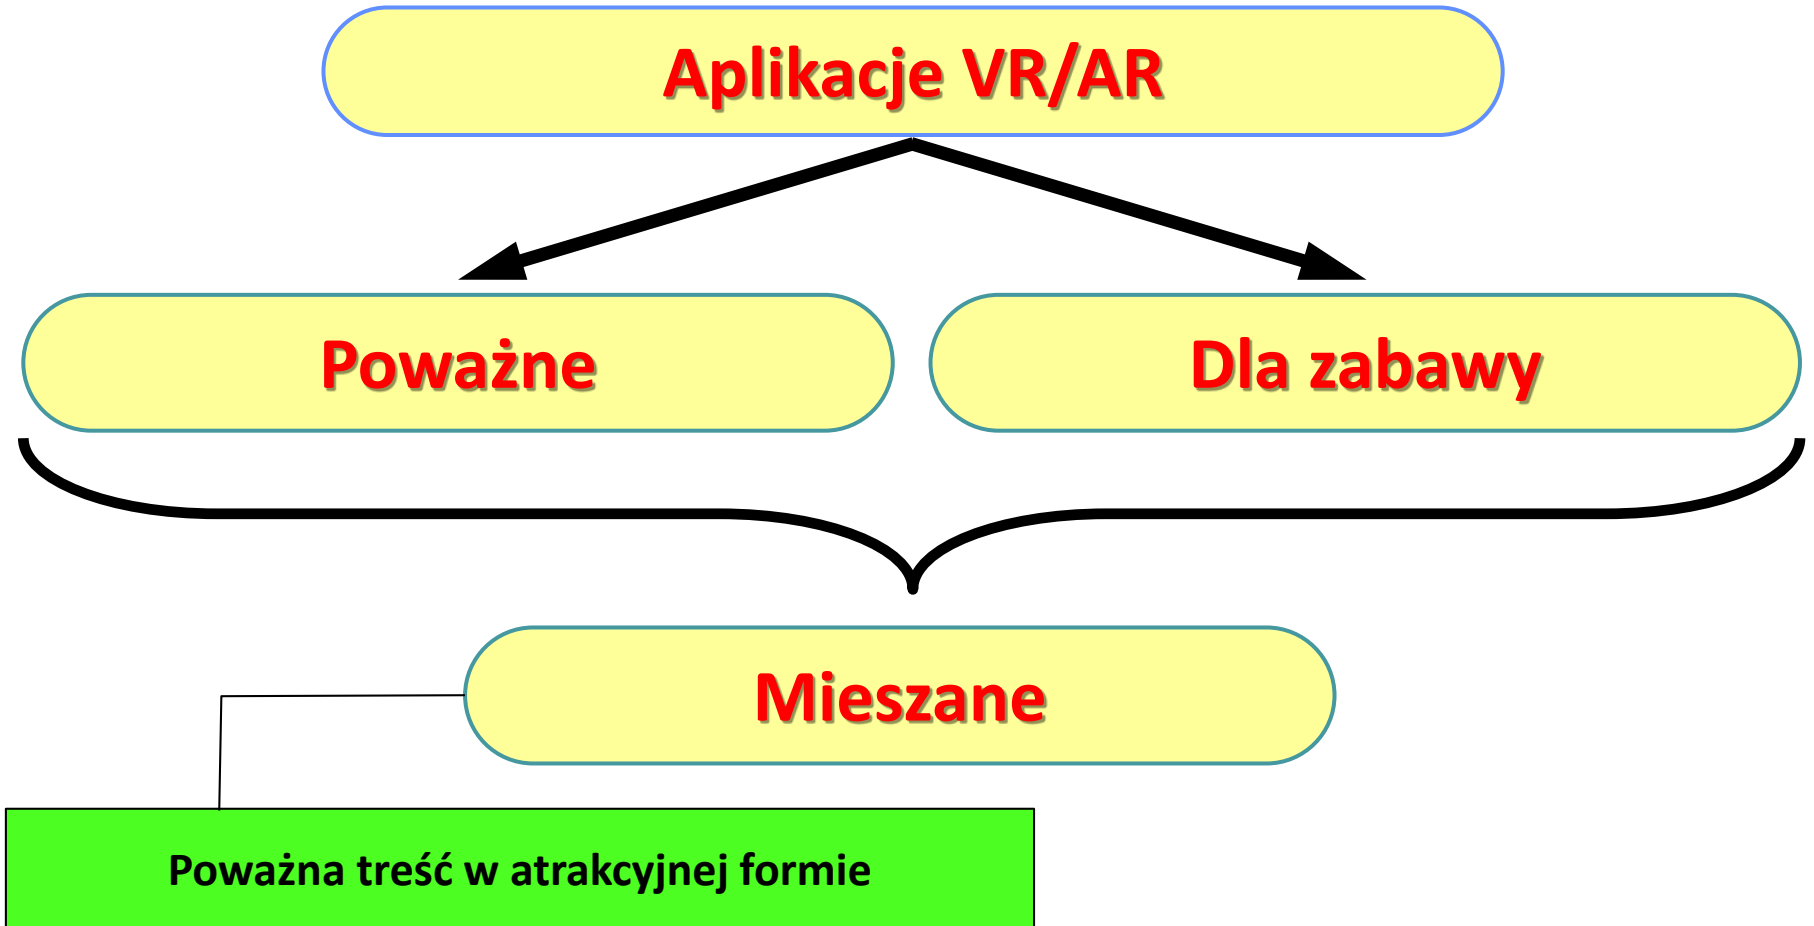 Aplikacje VR/AR
Poważne
Dla zabawy
Mieszane
Poważna treść w atrakcyjnej formie